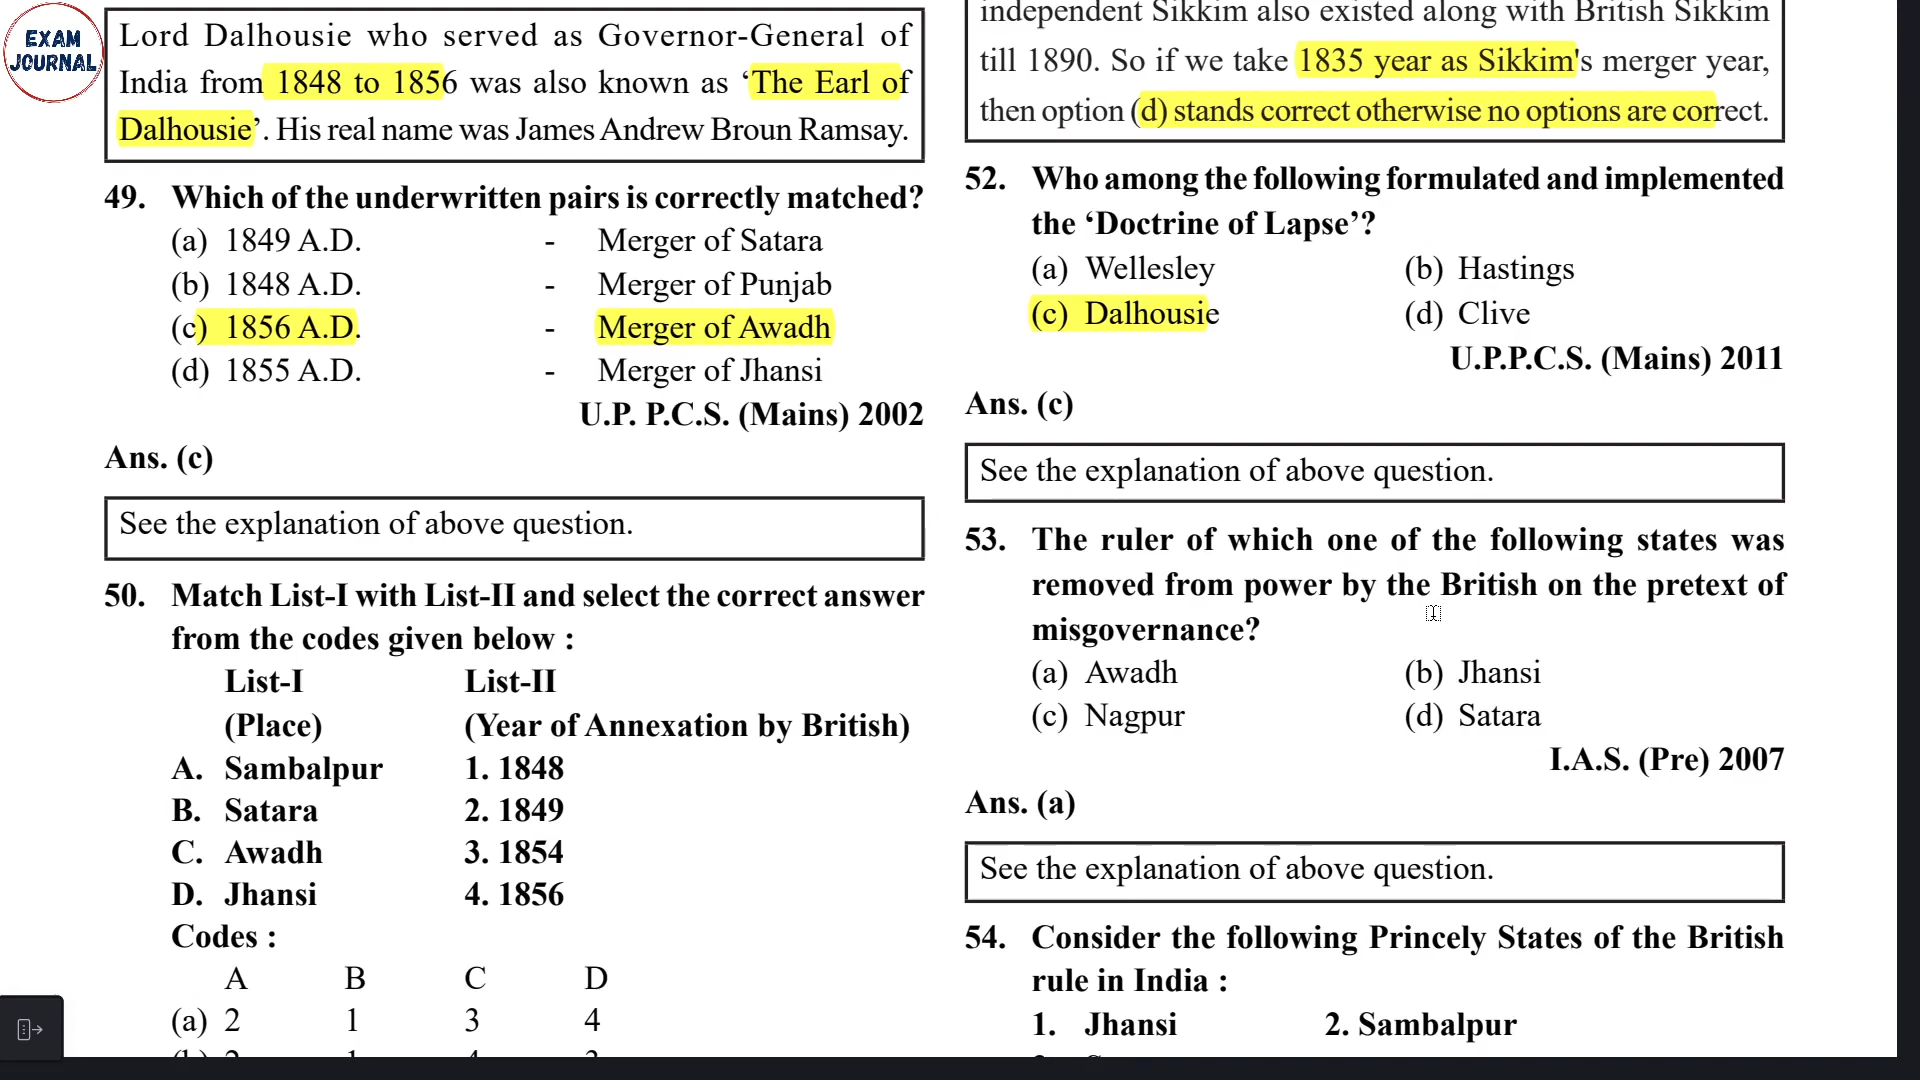 EXAM
JOURNAL
Lord Dalhousie who served as Governor-General of
India from 1848 to 1856 was also known as ‘The Earl of
Dalhousie’. His real name was James Andrew Broun Ramsay.
49. Which of the underwritten pairs is correctly matched?
(a) 1849 A.D. - Merger of Satara
(b) 1848 A.D. - Merger of Punjab
(c) 1856 A.D. - Merger of Awadh
(d) 1855 A.D. - Merger of Jhansi
U.P. P.C.S. (Mains) 2002
Ans. (c)
See the explanation of above question.
50. Match List-I with List-II and select the correct answer
from the codes given below :
List-I List-II
(Place) (Year of Annexation by British)
A. Sambalpur 1. 1848
B. Satara 2. 1849
C. Awadh 3. 1854
D. Jhansi 4. 1856
Codes :
A B C D
(a) 2 1 3 4
independent Sikkim also existed along with British Sikkim
till 1890. So if we take 1835 year as Sikkim's merger year,
then option (d) stands correct otherwise no options are correct.
52. Who among the following formulated and implemented
the ‘Doctrine of Lapse’?
(a) Wellesley (b) Hastings
(c) Dalhousie (d) Clive
U.P.P.C.S. (Mains) 2011
Ans. (c)
See the explanation of above question.
53. The ruler of which one of the following states was
removed from power by the British on the pretext of
misgovernance?
(a) Awadh (b) Jhansi
(c) Nagpur (d) Satara
I.A.S. (Pre) 2007
Ans. (a)
See the explanation of above question.
54. Consider the following Princely States of the British
rule in India :
1. Jhansi 2. Sambalpur